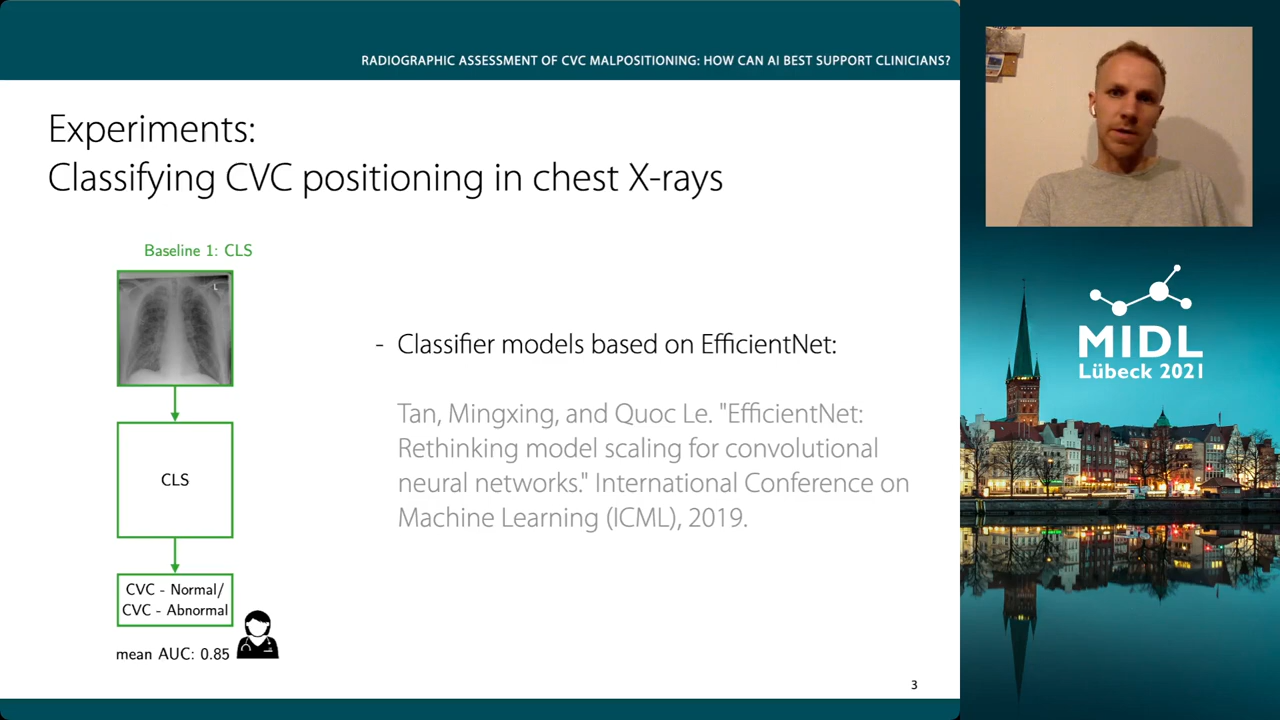 RADIOGRAPHIC ASSESSMENT OF CVC MALPOSITIONING: HOW CAN AI BEST SUPPORT CLINICIANS?
Experiments:
Classifying CVC positioning in chest X-rays
Baseline 1: CLS
L
CLS
CVC - Normal/
CVC - Abnormal
mean AUC: 0.85
- Classifier models based on EfficientNet:
Tan, Mingxing, and Quoc Le. "EfficientNet:
Rethinking model scaling for convolutional
neural networks." International Conference on
Machine Learning (ICML), 2019.
3
MIDL
Lübeck 2021